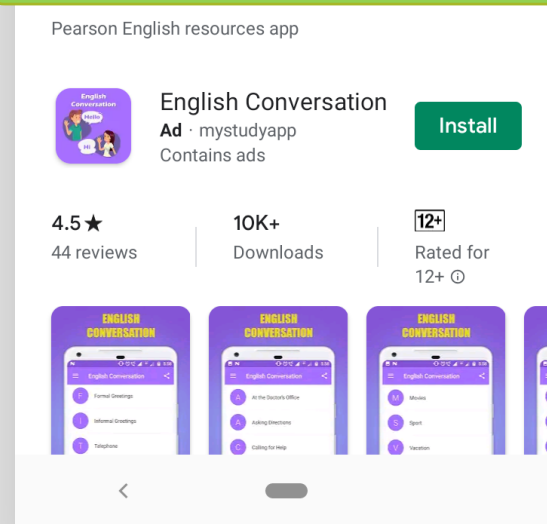 Pearson English resources app
English
Conversation
Hello
Hi
English Conversation
Ad · mystudyapp
Contains ads
Install
4.5★
44 reviews
10K+
Downloads
12+
Rated for
12+
ENGLISH
CONVERSATION
English Conversation
F Formal Greetings
I Informal Greetings
T Telephone
ENGLISH
CONVERSATION
English Conversation
A At the Doctor's Office
A Asking Directions
C Calling for Help
ENGLISH
CONVERSATION
English Conversation
M Movies
S Sport
V Vacation